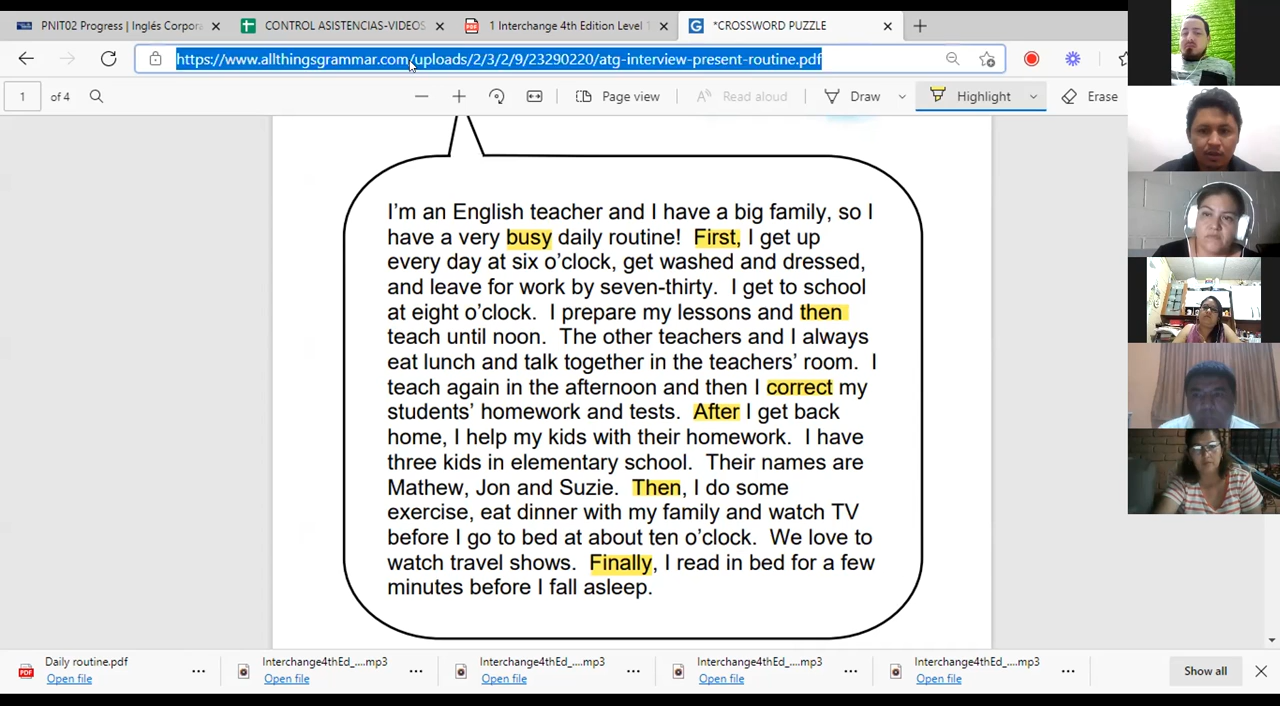 PNIT02 Progress | Inglés Corpora
CONTROL ASISTENCIAS-VIDEOS
1 Interchange 4th Edition Level 1
*CROSSWORD PUZZLE
https://www.allthingsgrammar.com/uploads/2/3/2/9/23290220/atg-interview-present-routine.pdf
1 of 4
Page view
Read aloud
Draw
Highlight
Erase
I'm an English teacher and I have a big family, so I
have a very busy daily routine! First, I get up
every day at six o'clock, get washed and dressed,
and leave for work by seven-thirty. I get to school
at eight o'clock. I prepare my lessons and then
teach until noon. The other teachers and I always
eat lunch and talk together in the teachers' room. I
teach again in the afternoon and then I correct my
students' homework and tests. After I get back
home, I help my kids with their homework. I have
three kids in elementary school. Their names are
Mathew, Jon and Suzie. Then, I do some
exercise, eat dinner with my family and watch TV
before I go to bed at about ten o'clock. We love to
watch travel shows. Finally, I read in bed for a few
minutes before I fall asleep.
Daily routine.pdf
Open file
Interchange4thEd_....mp3
Open file
Interchange4thEd_....mp3
Open file
Interchange4thEd_....mp3
Open file
Interchange4thEd_....mp3
Open file
Show all